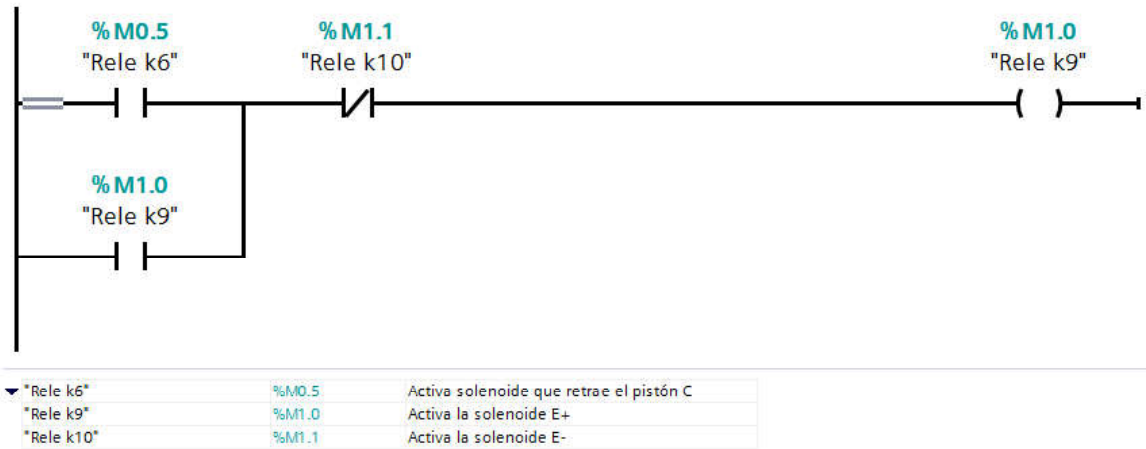 %M0.5 %M1.1 %M1.0
"Rele k6" "Rele k10" "Rele k9"
%M1.0
"Rele k9"
"Rele k6" %M0.5 Activa solenoide que retrae el pistón C
"Rele k9" %M1.0 Activa la solenoide E+
"Rele k10" %M1.1 Activa la solenoide E-